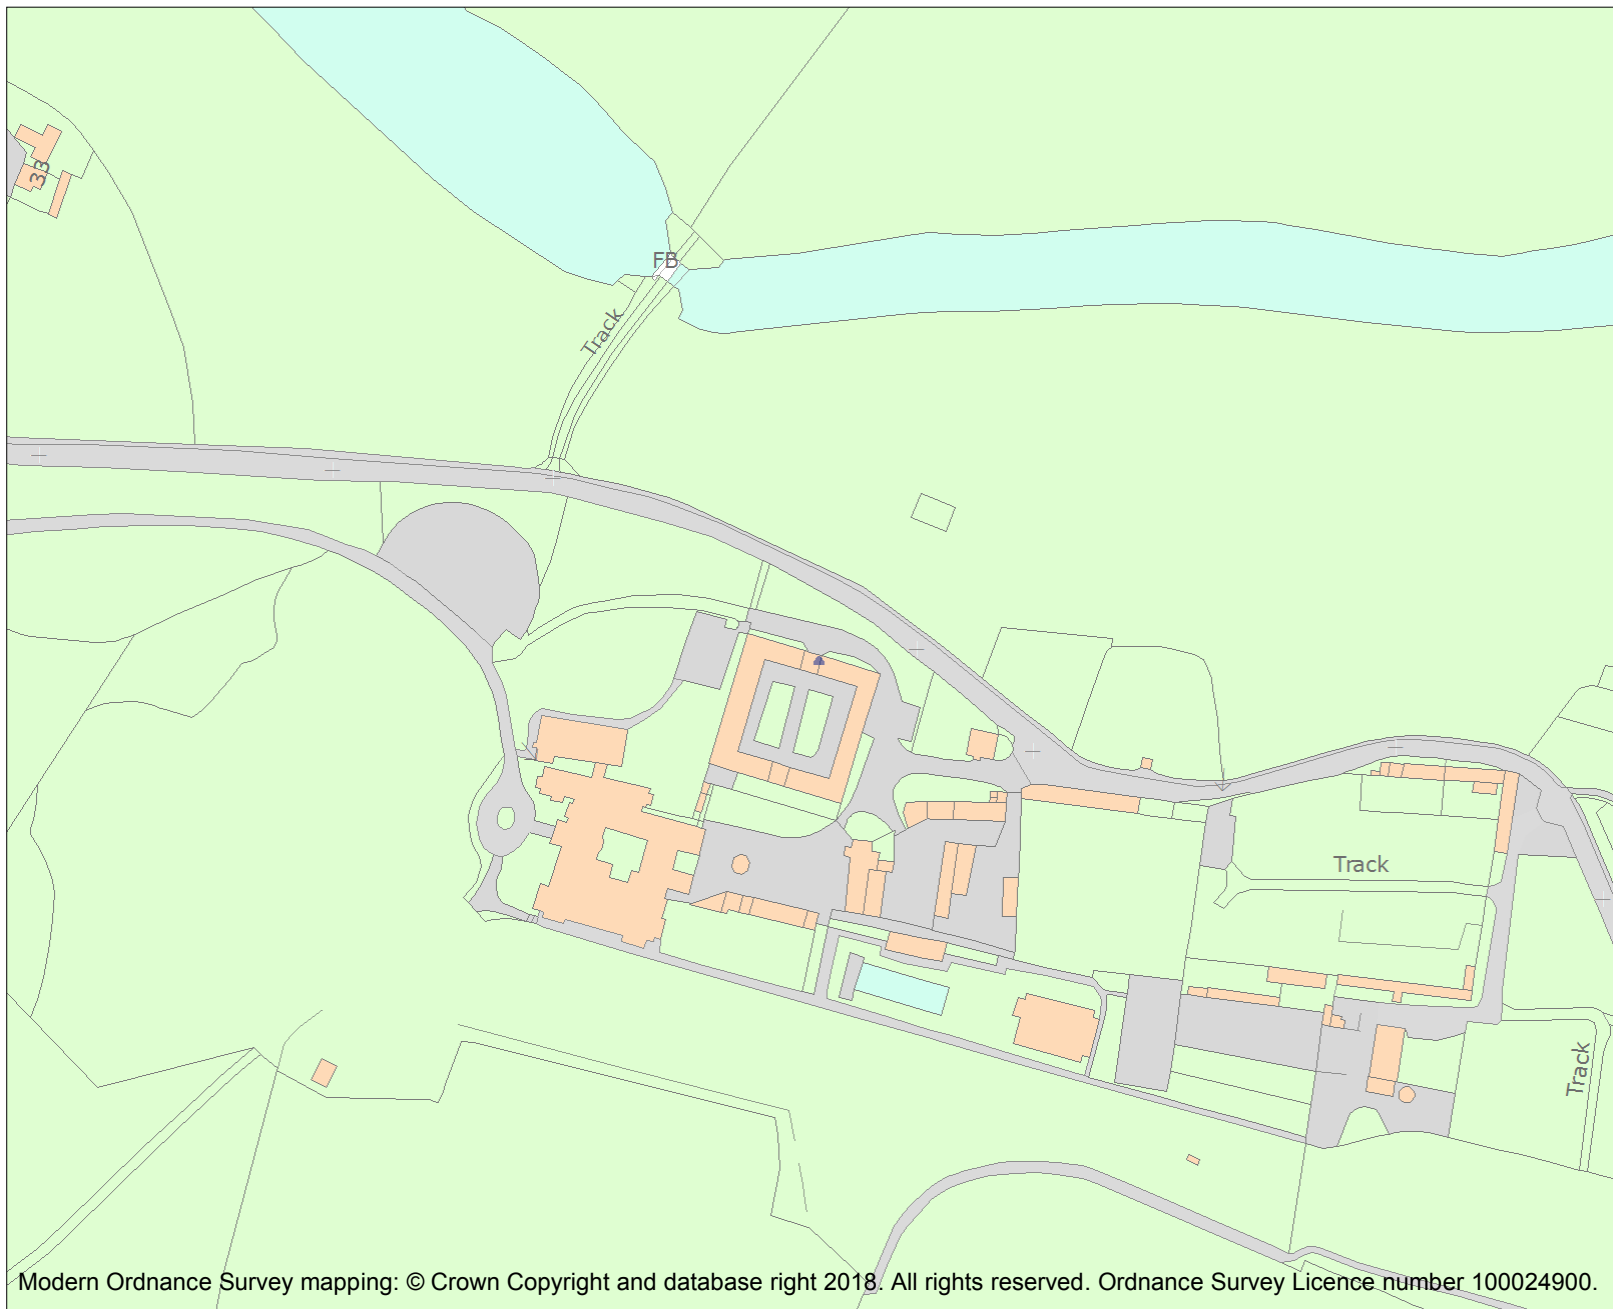 33
FB
Track
Track
Track
Modern Ordnance Survey mapping: © Crown Copyright and database right 2018. All rights reserved. Ordnance Survey Licence number 100024900.